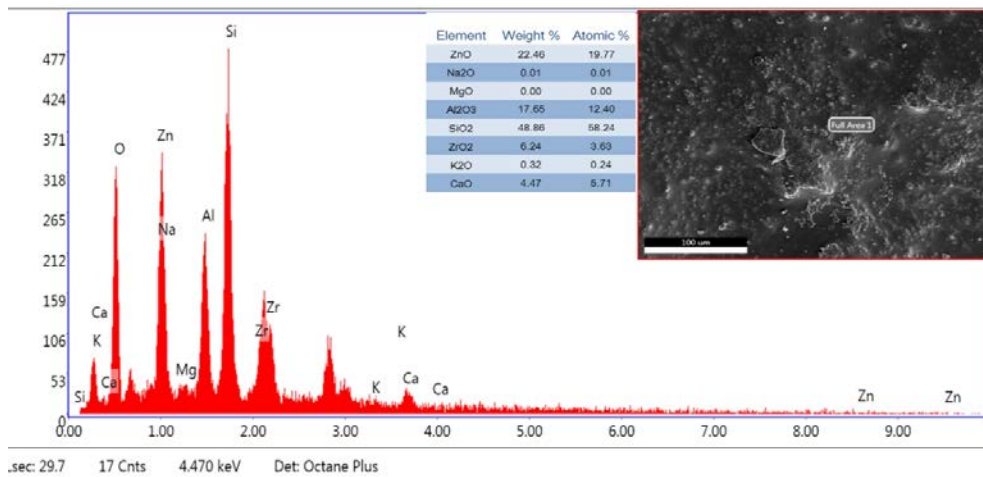 477
424
371
318
265
212
159
106
53
0
Si
O
Zn
Na
Al
Ca
K
Ca
Si
Mg
Zr
Zr
K
K
Ca
Ca
Zn
Zn
0.00 1.00 2.00 3.00 4.00 5.00 6.00 7.00 8.00 9.00
Element Weight % Atomic %
ZnO 22.46 19.77
Na2O 0.01 0.01
MgO 0.00 0.00
Al2O3 17.65 12.40
SiO2 48.86 58.24
ZrO2 6.24 3.63
K2O 0.32 0.24
CaO 4.47 5.71
Full Area 1
100 um
.sec: 29.7 17 Cnts 4.470 keV Det: Octane Plus